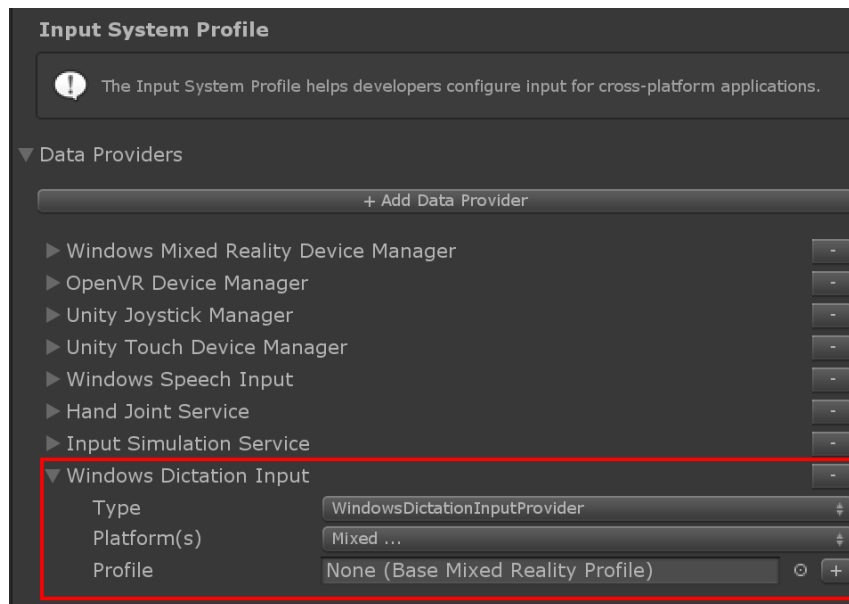 Input System Profile
The Input System Profile helps developers configure input for cross-platform applications.
Data Providers
+ Add Data Provider
Windows Mixed Reality Device Manager -
OpenVR Device Manager -
Unity Joystick Manager -
Unity Touch Device Manager -
Windows Speech Input -
Hand Joint Service -
Input Simulation Service -
Windows Dictation Input -
Type WindowsDictationInputProvider
Platform(s) Mixed ...
Profile None (Base Mixed Reality Profile) +